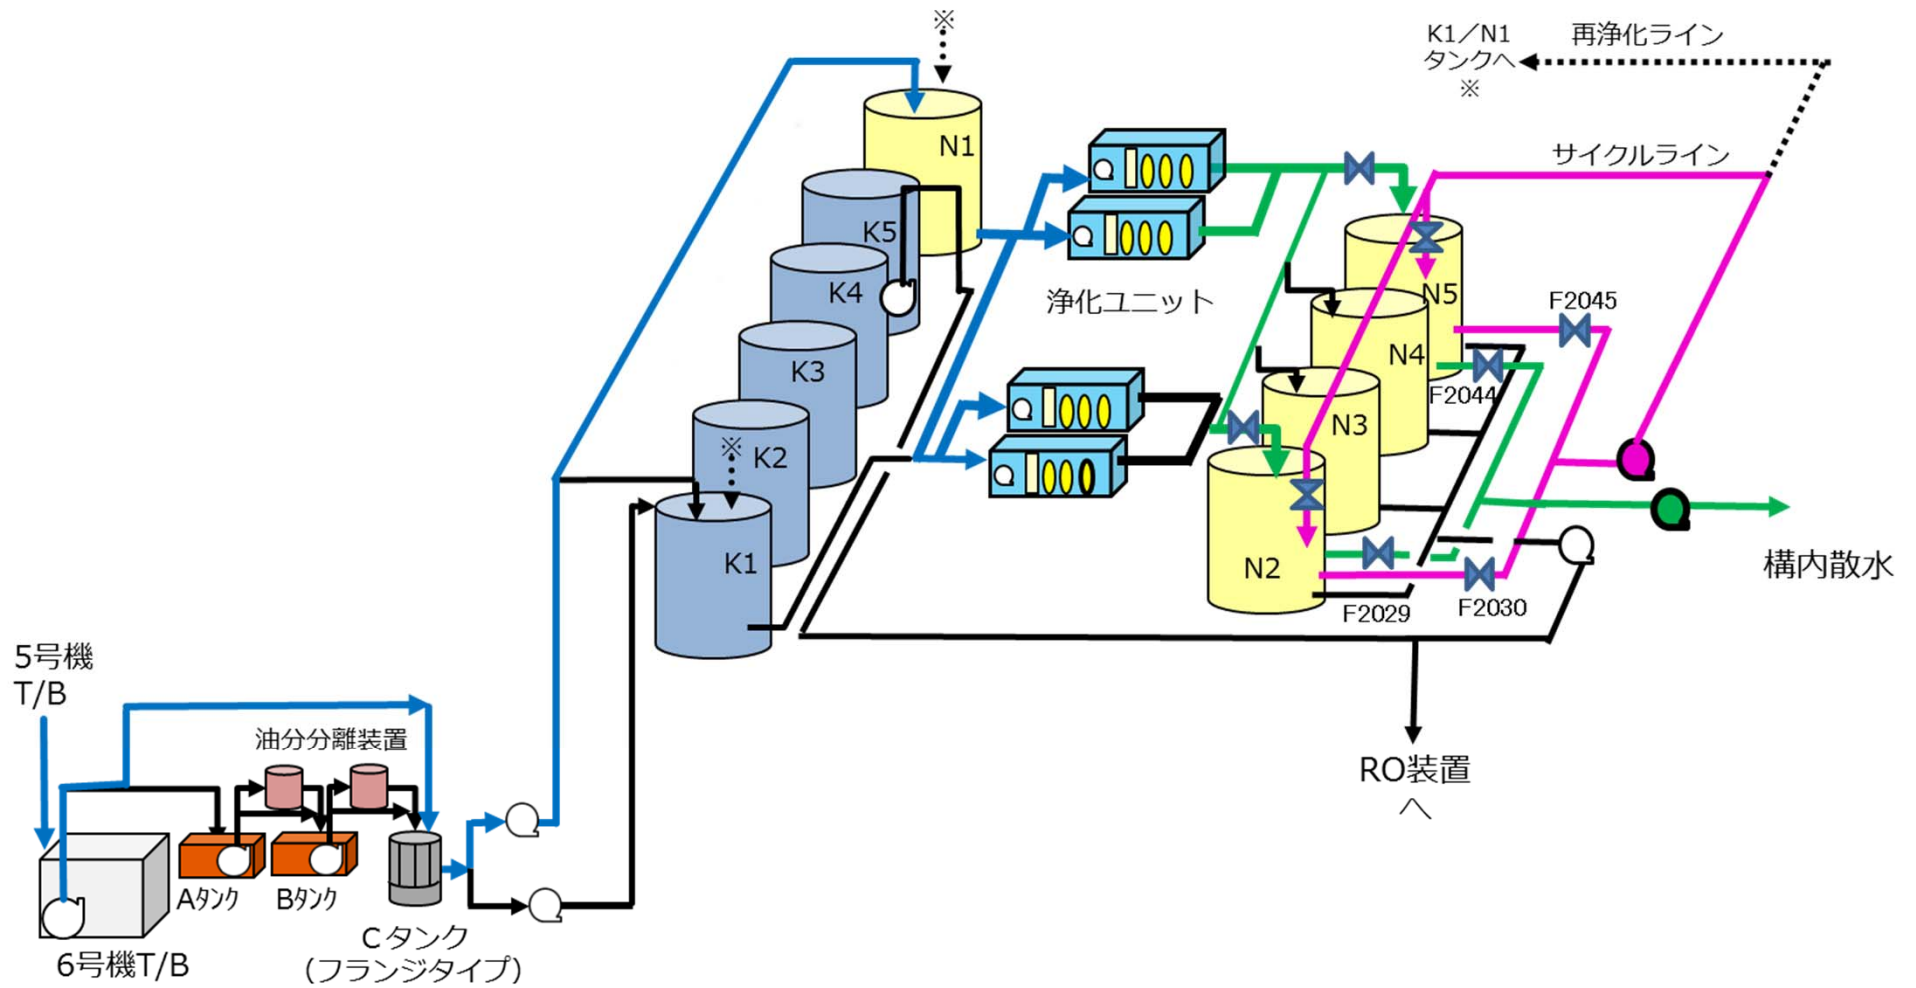 ※
K1／N1
タンクへ
※
再浄化ライン
サイクルライン
N1
K5
K4
K3
※
K2
K1
浄化ユニット
N5
N4
N3
N2
F2045
F2044
F2029
F2030
構内散水
RO装置
へ
5号機
T/B
油分分離装置
Aﾀﾝｸ
Bﾀﾝｸ
6号機T/B
Cタンク
(フランジタイプ)